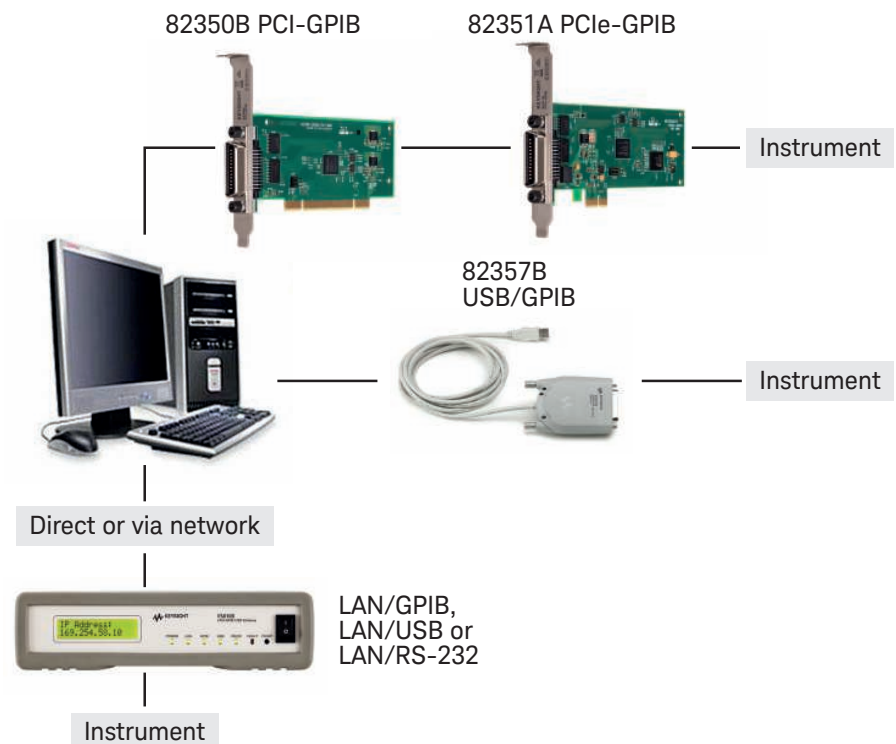 82350B PCI-GPIB
82351A PCIe-GPIB
Instrument
82357B
USB/GPIB
Instrument
Direct or via network
IP Address:
169.254.58.10
KEYSIGHT
LAN/GPIB,
LAN/USB or
LAN/RS-232
Instrument